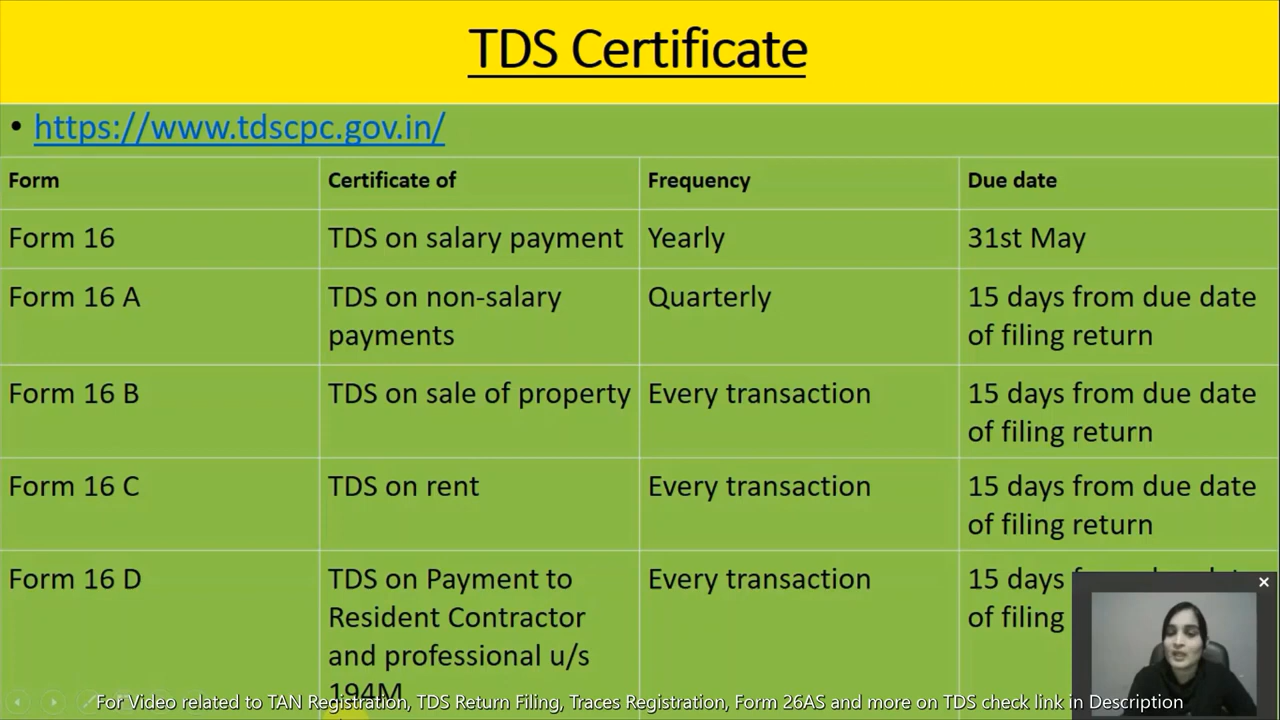 TDS Certificate
• https://www.tdscpc.gov.in/
Form Certificate of Frequency Due date
Form 16 TDS on salary payment Yearly 31st May
Form 16 A TDS on non-salary Quarterly 15 days from due date
payments of filing return
Form 16 B TDS on sale of property Every transaction 15 days from due date
of filing return
Form 16 C TDS on rent Every transaction 15 days from due date
of filing return
Form 16 D TDS on Payment to Every transaction 15 days
Resident Contractor of filing
and professional u/s
194M
For Video related to TAN Registration, TDS Return Filing, Traces Registration, Form 26AS and more on TDS check link in Description